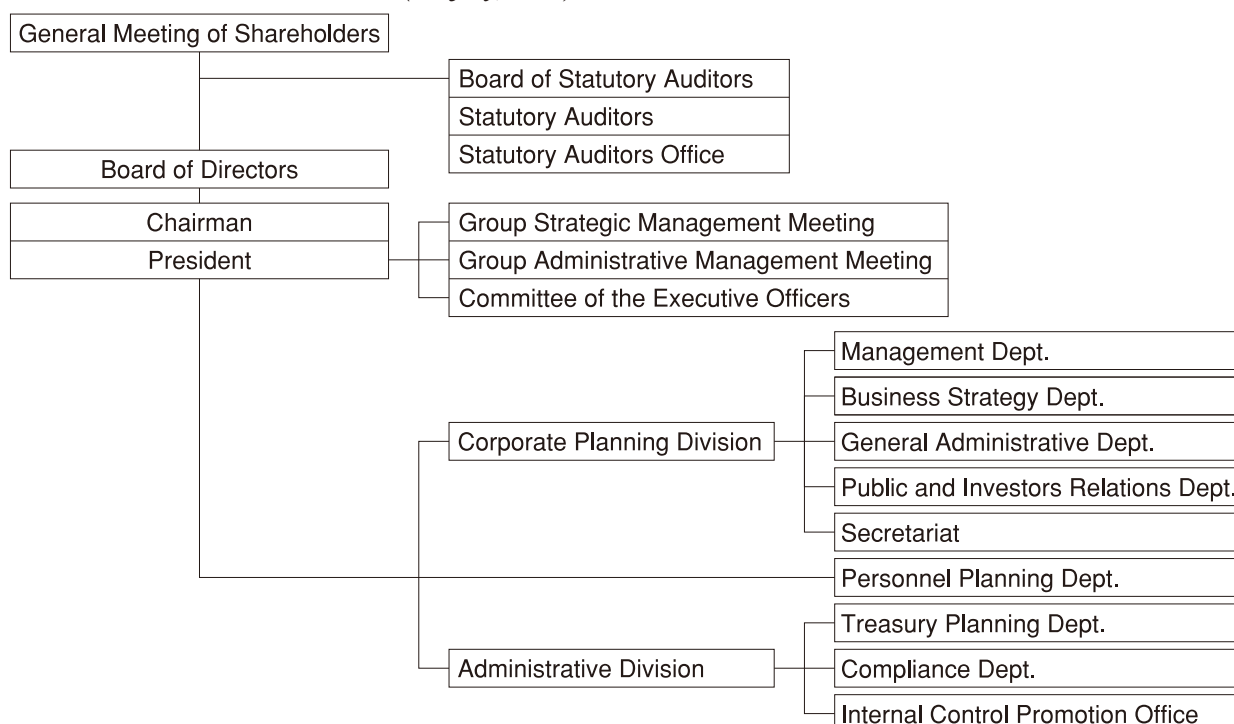 General Meeting of Shareholders
Board of Statutory Auditors
Statutory Auditors
Statutory Auditors Office
Board of Directors
Chairman
President
Group Strategic Management Meeting
Group Administrative Management Meeting
Committee of the Executive Officers
Corporate Planning Division
Management Dept.
Business Strategy Dept.
General Administrative Dept.
Public and Investors Relations Dept.
Secretariat
Personnel Planning Dept.
Administrative Division
Treasury Planning Dept.
Compliance Dept.
Internal Control Promotion Office